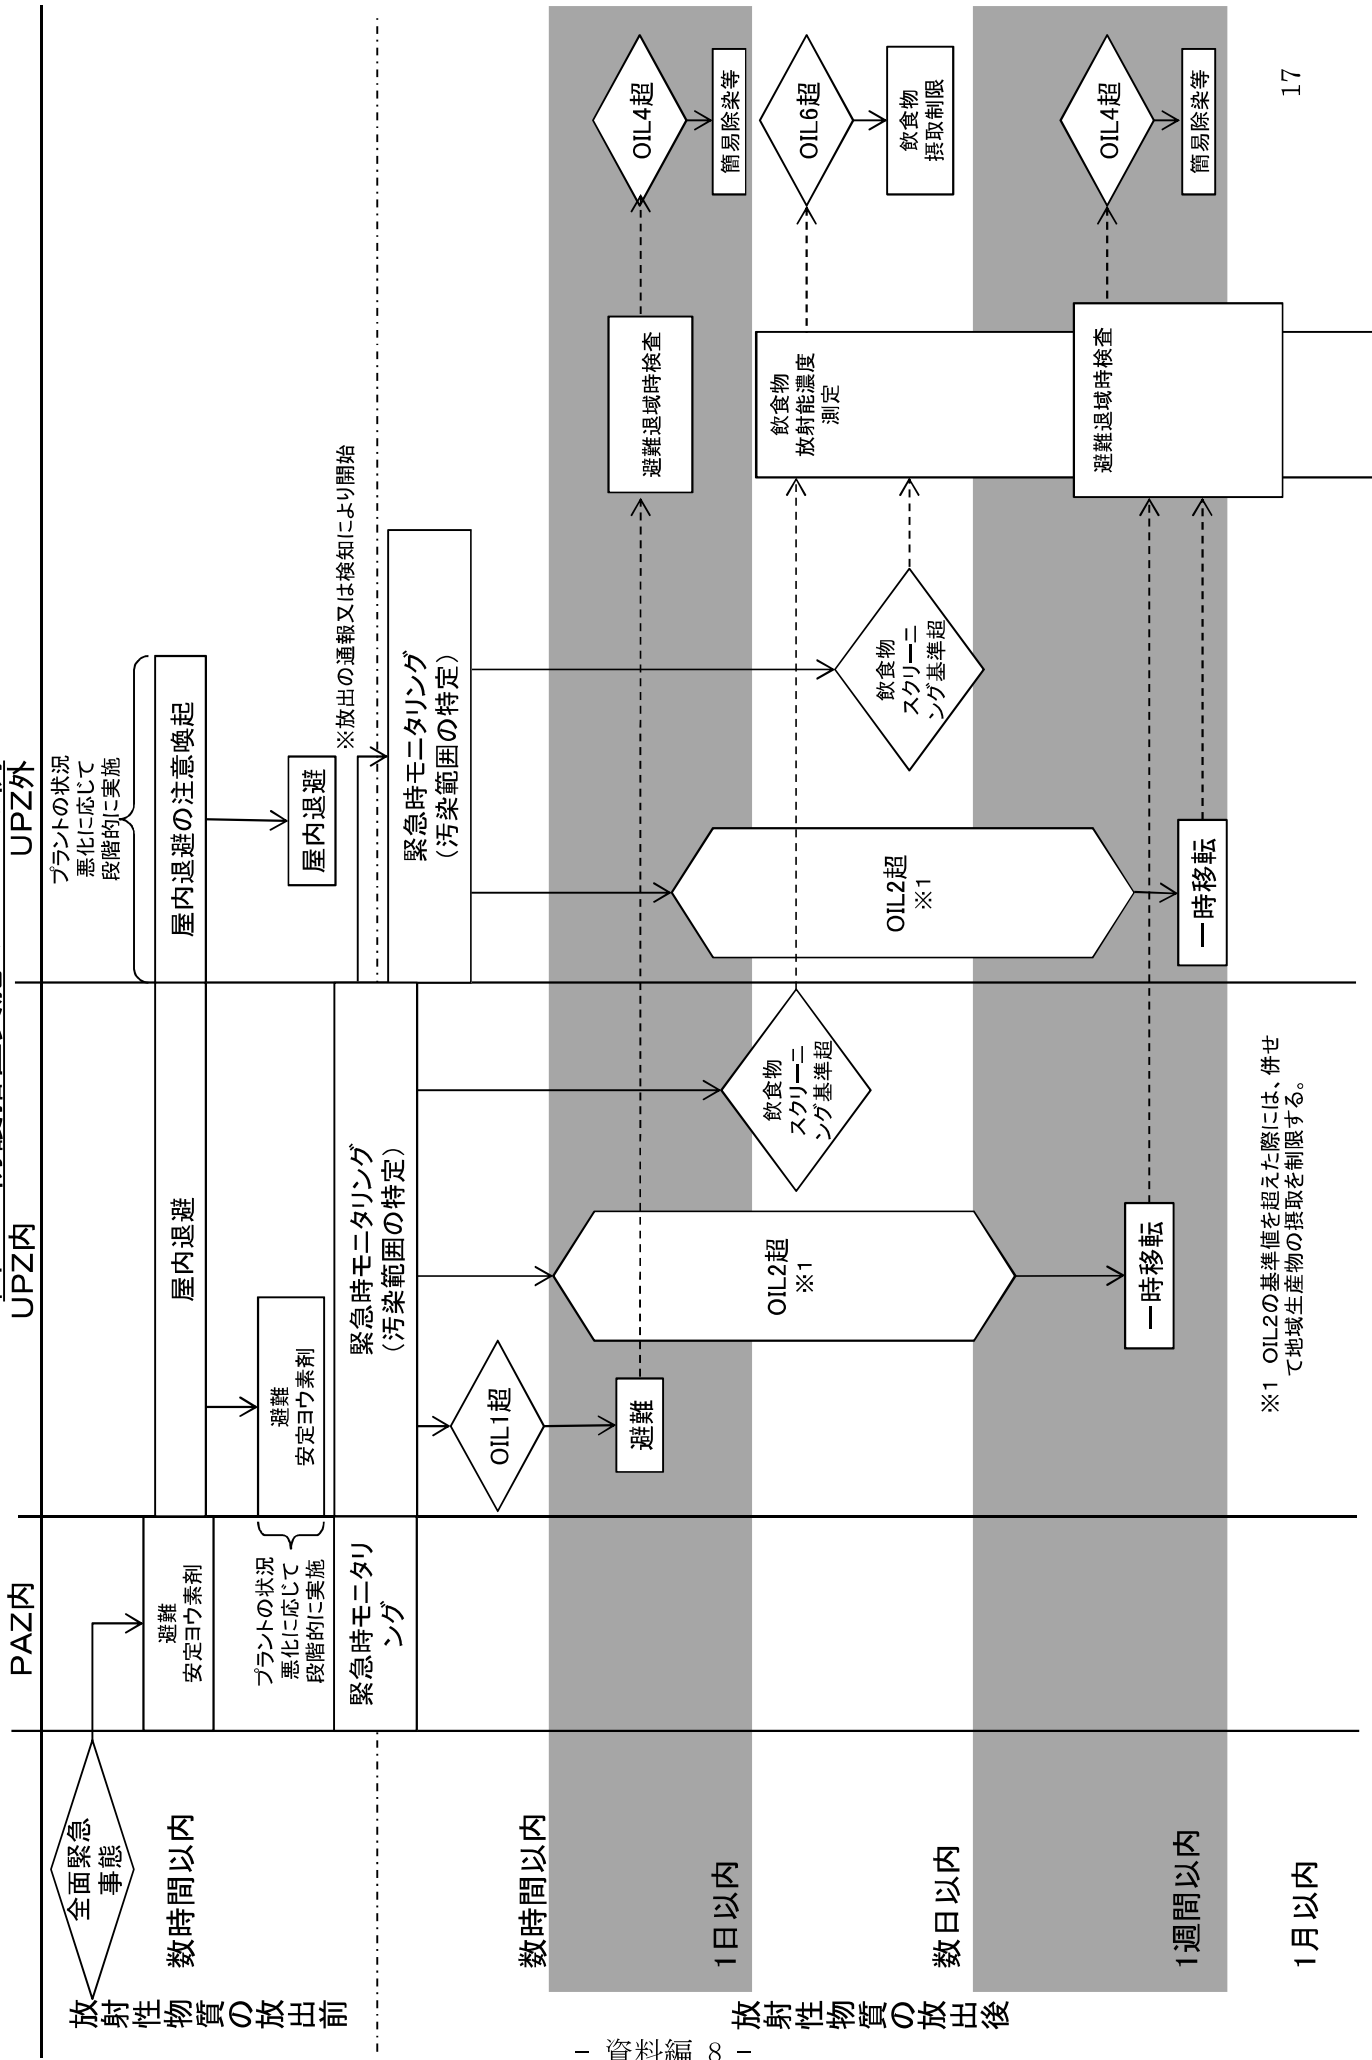 PAZ内
UPZ内
UPZ外
放射性物質の放出前
全面緊急
事態
数時間以内
避難
安定ヨウ素剤
屋内退避
屋内退避の注意喚起
プラントの状況
悪化に応じて
段階的に実施
プラントの状況
悪化に応じて
段階的に実施
避難
安定ヨウ素剤
屋内退避
※放出の通報又は検知により開始
緊急時モニタリ
ング
緊急時モニタリング
（汚染範囲の特定）
緊急時モニタリング
（汚染範囲の特定）
放射性物質の放出後
数時間以内
OIL1超
1日以内
避難
避難退域時検査
OIL4超
簡易除染等
数日以内
OIL2超
※1
飲食物
スクリーニ
ング基準超
OIL2超
※1
飲食物
スクリーニ
ング基準超
飲食物
放射能濃度
測定
OIL6超
飲食物
摂取制限
1週間以内
一時移転
一時移転
避難退域時検査
OIL4超
簡易除染等
1月以内
※1 OIL2の基準値を超えた際には、併せ
て地域生産物の摂取を制限する。
17
- 資料編 8 -